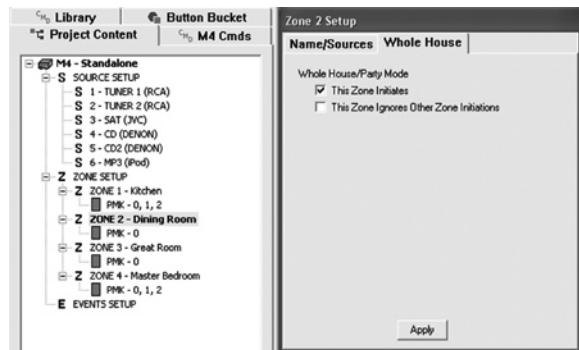 CMD Library
Button Bucket
Project Content
CMD M4 Cmds
M4 - Standalone
S SOURCE SETUP
S 1 - TUNER 1 (RCA)
S 2 - TUNER 2 (RCA)
S 3 - SAT (JVC)
S 4 - CD (DENON)
S 5 - CD2 (DENON)
S 6 - MP3 (iPod)
Z ZONE SETUP
Z ZONE 1 - Kitchen
PMK - 0, 1, 2
Z ZONE 2 - Dining Room
PMK - 0
Z ZONE 3 - Great Room
PMK - 0
Z ZONE 4 - Master Bedroom
PMK - 0, 1, 2
E EVENTS SETUP
Zone 2 Setup
Name/Sources Whole House
Whole House/Party Mode
This Zone Initiates
This Zone Ignores Other Zone Initiations
Apply